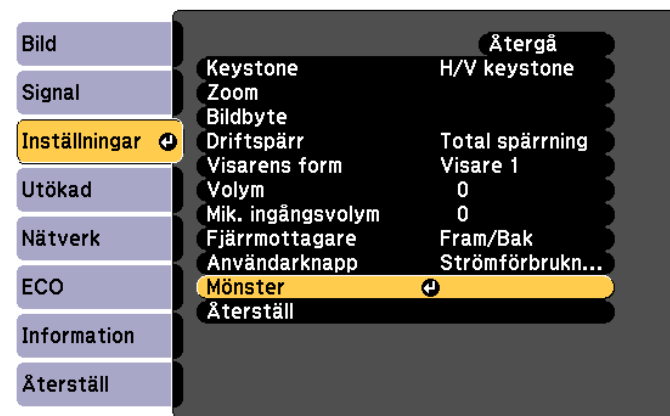 Bild
Signal
Inställningar
Utökad
Nätverk
ECO
Information
Återställ
Återgå
Keystone H/V keystone
Zoom
Bildbyte
Driftspärr Total spärrning
Visarens form Visare 1
Volym 0
Mik. ingångsvolym 0
Fjärrmottagare Fram/Bak
Användarknapp Strömförbrukn...
Mönster
Återställ